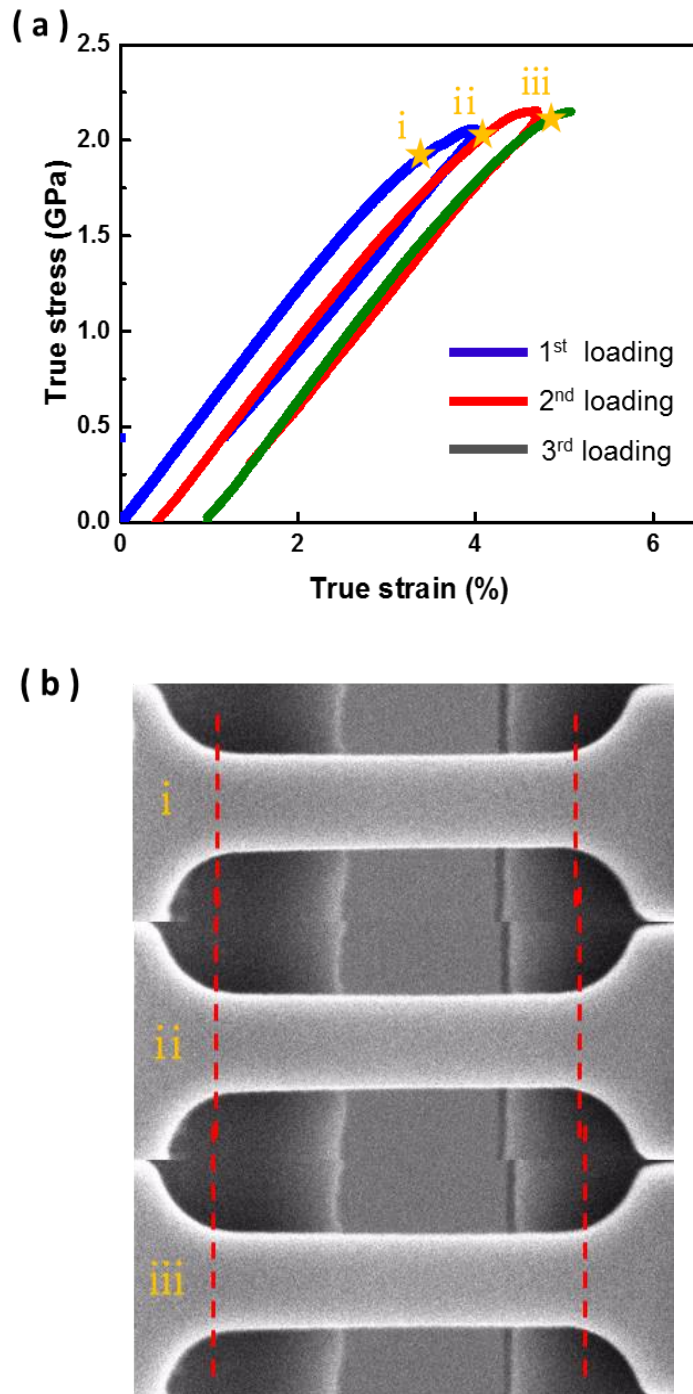 ( a )
2.5
2.0
1.5
1.0
0.5
0.0
0
2
4
6
True stress (GPa)
True strain (%)
i
ii
iii
1st loading
2nd loading
3rd loading
( b )
i
ii
iii